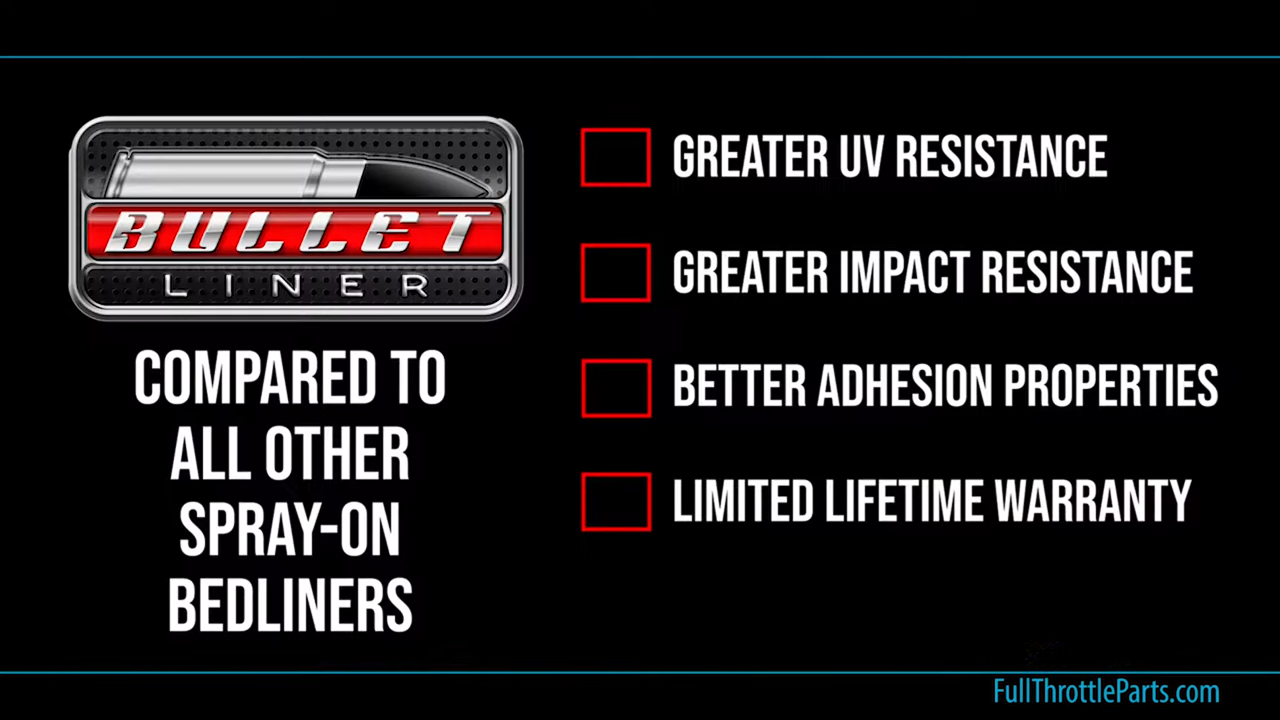 BULLET
LINER
COMPARED TO
ALL OTHER
SPRAY-ON
BEDLINERS
GREATER UV RESISTANCE
GREATER IMPACT RESISTANCE
BETTER ADHESION PROPERTIES
LIMITED LIFETIME WARRANTY
FullThrottleParts.com